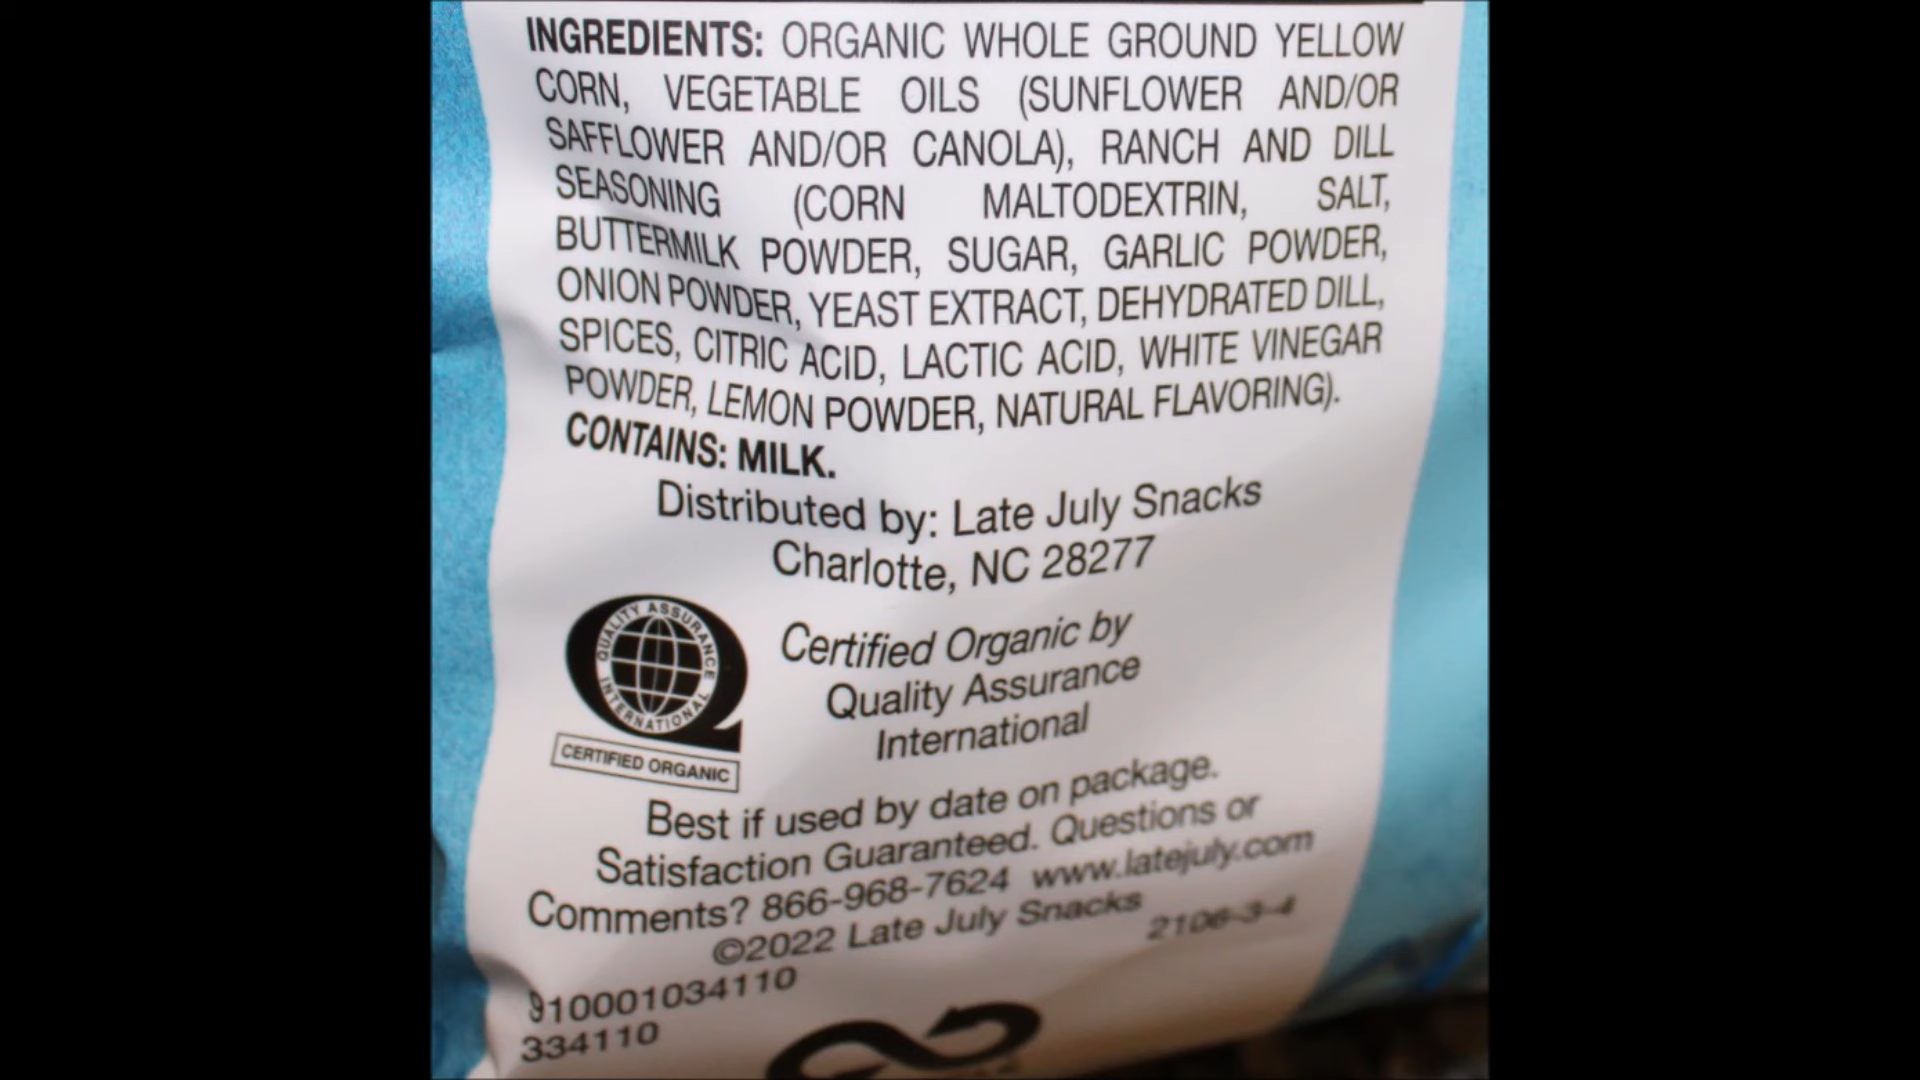 INGREDIENTS: ORGANIC WHOLE GROUND YELLOW
CORN, VEGETABLE OILS (SUNFLOWER AND/OR
SAFFLOWER AND/OR CANOLA), RANCH AND DILL
SEASONING (CORN MALTODEXTRIN, SALT,
BUTTERMILK POWDER, SUGAR, GARLIC POWDER,
ONION POWDER, YEAST EXTRACT, DEHYDRATED DILL,
SPICES, CITRIC ACID, LACTIC ACID, WHITE VINEGAR
POWDER, LEMON POWDER, NATURAL FLAVORING).
CONTAINS: MILK.
Distributed by: Late July Snacks
Charlotte, NC 28277
QUALITY ASSURANCE
INTERNATIONAL
CERTIFIED ORGANIC
Certified Organic by
Quality Assurance
International
Best if used by date on package.
Satisfaction Guaranteed. Questions or
Comments? 866-968-7624 www.latejuly.com
©2022 Late July Snacks 2106-3-4
910001034110
334110